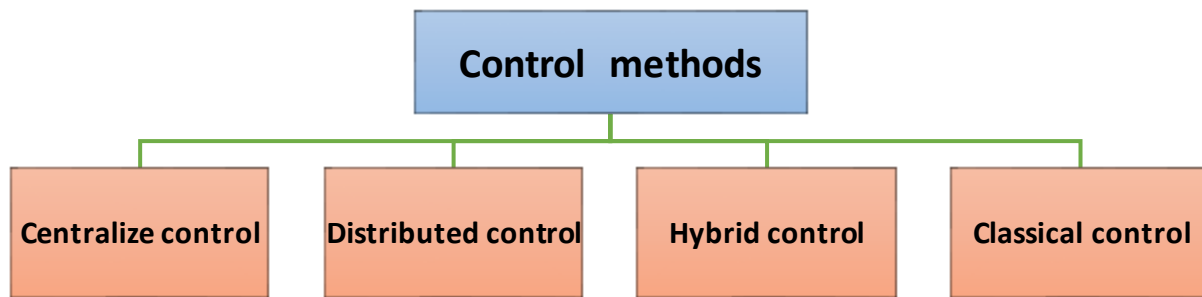 Control methods
Centralize control
Distributed control
Hybrid control
Classical control